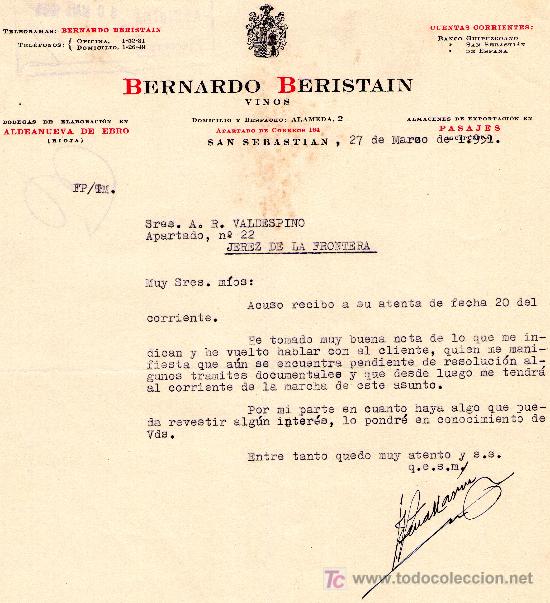 TELEGRAMAS: BERNARDO BERISTAIN
TELÉFONOS: { OFICINA, 1-52-31
DOMICILIO, 1-26-49
CUENTAS CORRIENTES:
BANCO GUIPUZCOANO
» SAN SEBASTIÁN
» DE ESPAÑA
BERNARDO BERISTAIN
VINOS
BODEGAS DE ELABORACIÓN EN
ALDEANUEVA DE EBRO
(RIOJA)
DOMICILIO Y DESPACHO: ALAMEDA, 2
APARTADO DE CORREOS 161
SAN SEBASTIAN, 27 de Marzo de 1.951.
ALMACENES DE EXPORTACIÓN EN
PASAJES
FP/Tm.
Sres. A. R. VALDESPINO
Apartado, nº 22
JEREZ DE LA FRONTERA
Muy Sres. míos:
Acuso recibo a su atenta de fecha 20 del
corriente.
He tomado muy buena nota de lo que me in-
dican y he vuelto hablar con el cliente, quien me mani-
fiesta que aún se encuentra pendiente de resolución al-
gunos tramites documentales y que desde luego me tendrá
al corriente de la marcha de este asunto.
Por mi parte en cuanto haya algo que pue-
da revestir algún interés, lo pondré en conocimiento de
Vds.
Entre tanto quedo muy atento y s.s.
q.e.s.m.
TC www.todocoleccion.net